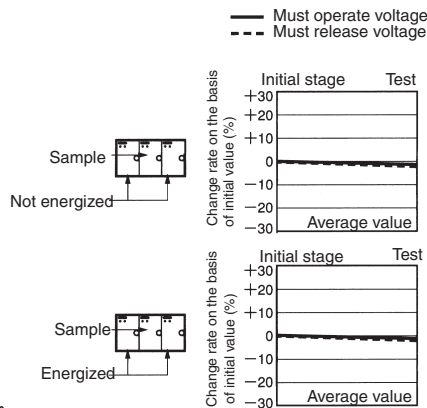 Must operate voltage
Must release voltage
Initial stage Test
Change rate on the basis
of initial value (%)
+30
+20
+10
0
−10
−20
−30
Average value
Sample
Not energized
Initial stage Test
Change rate on the basis
of initial value (%)
+30
+20
+10
0
−10
−20
−30
Average value
Sample
Energized